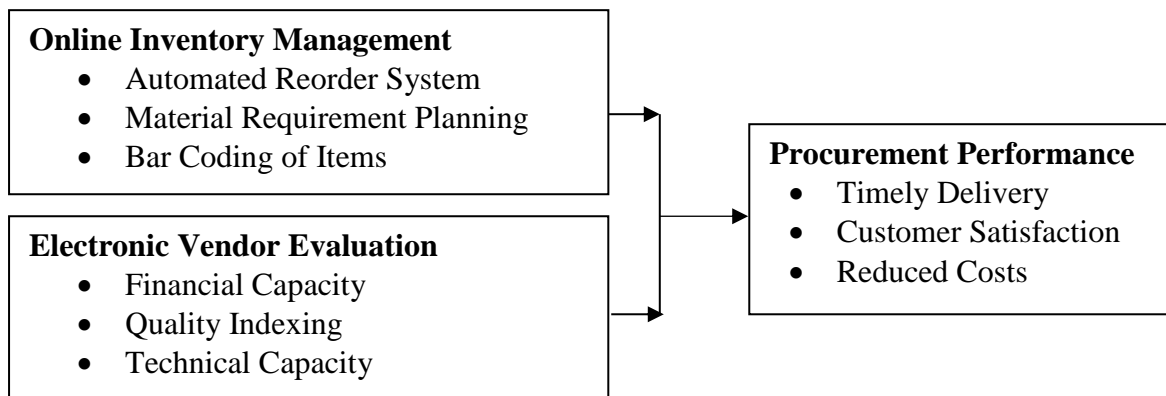 Online Inventory Management
• Automated Reorder System
• Material Requirement Planning
• Bar Coding of Items
Electronic Vendor Evaluation
• Financial Capacity
• Quality Indexing
• Technical Capacity
Procurement Performance
• Timely Delivery
• Customer Satisfaction
• Reduced Costs